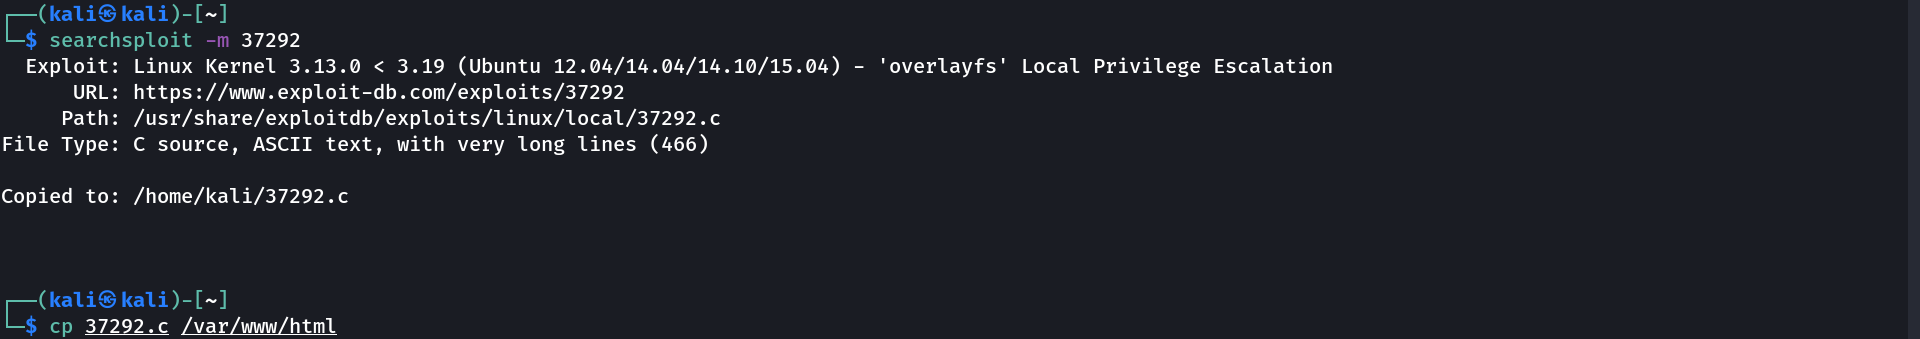 ┌──(kali㉿kali)-[~]
└─$ searchsploit -m 37292
  Exploit: Linux Kernel 3.13.0 < 3.19 (Ubuntu 12.04/14.04/14.10/15.04) - 'overlayfs' Local Privilege Escalation
      URL: https://www.exploit-db.com/exploits/37292
     Path: /usr/share/exploitdb/exploits/linux/local/37292.c
File Type: C source, ASCII text, with very long lines (466)
Copied to: /home/kali/37292.c
┌──(kali㉿kali)-[~]
└─$ cp 37292.c /var/www/html